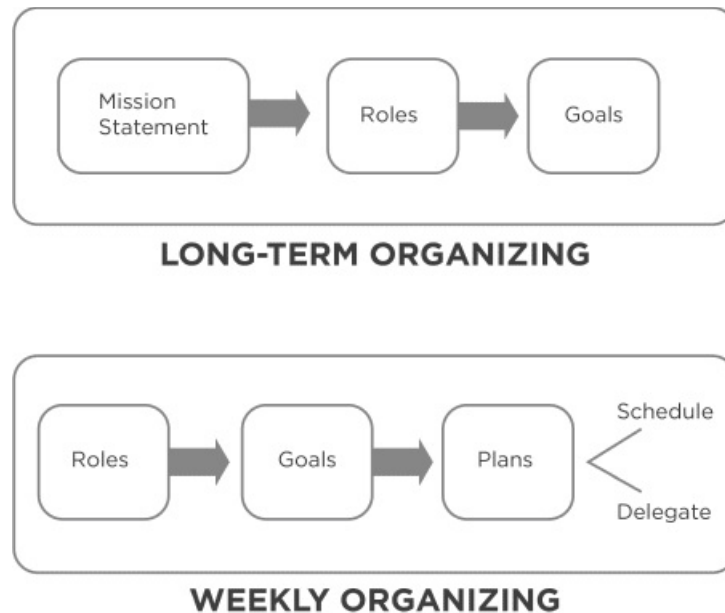 Mission
Statement
Roles
Goals
LONG-TERM ORGANIZING
Roles
Goals
Plans
Schedule
Delegate
WEEKLY ORGANIZING